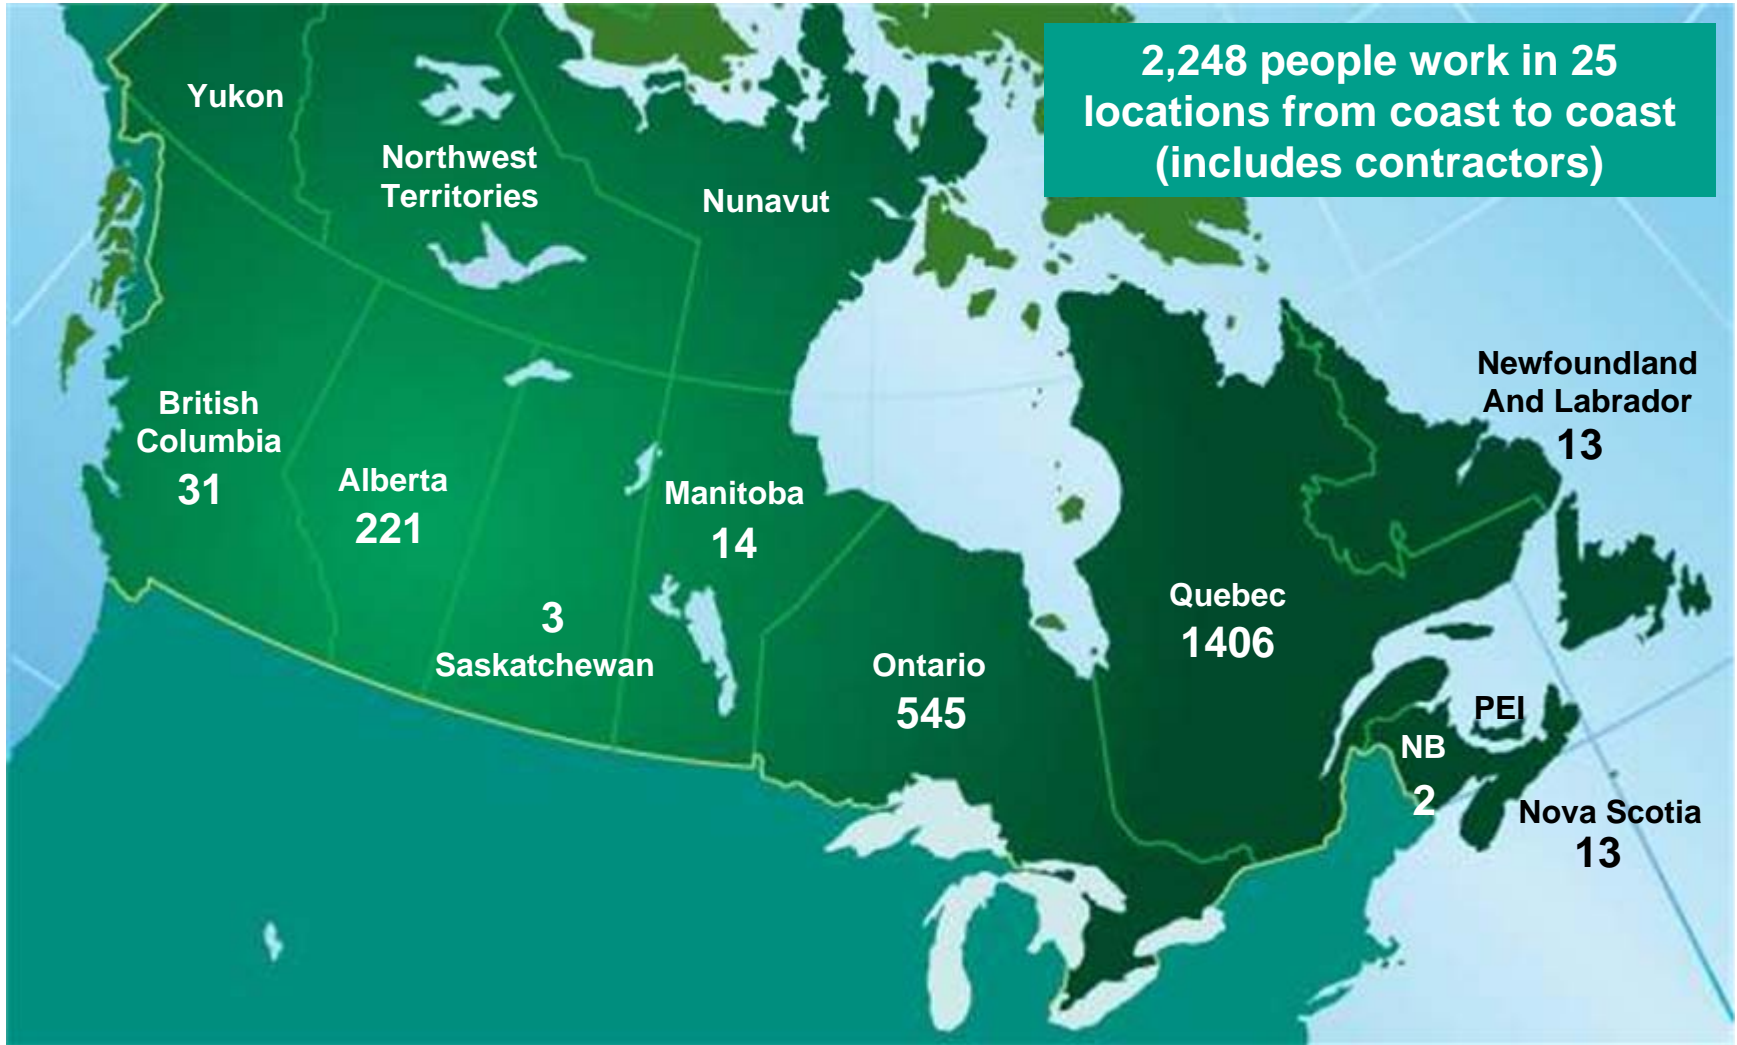 2,248 people work in 25
locations from coast to coast
(includes contractors)
Yukon
Northwest
Territories
Nunavut
British
Columbia
31
Alberta
221
3
Saskatchewan
Manitoba
14
Ontario
545
Quebec
1406
Newfoundland
And Labrador
13
PEI
NB
2
Nova Scotia
13